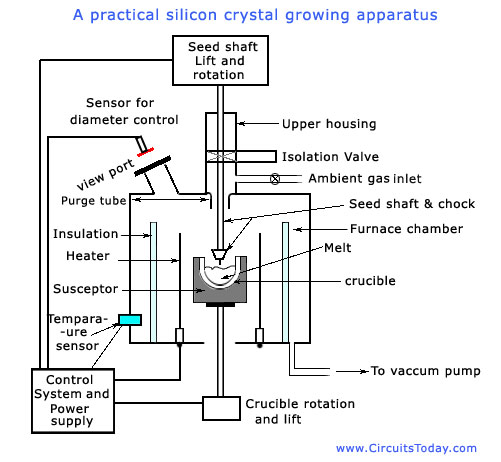 A practical silicon crystal growing apparatus
Seed shaft
Lift and
rotation
Sensor for
diameter control
Upper housing
view port
Isolation Valve
Ambient gas inlet
Purge tube
Seed shaft & chock
Insulation
Furnace chamber
Heater
Melt
crucible
Susceptor
Tempara-
-ure
sensor
To vaccum pump
Control
System and
Power
supply
Crucible rotation
and lift
www.CircuitsToday.com